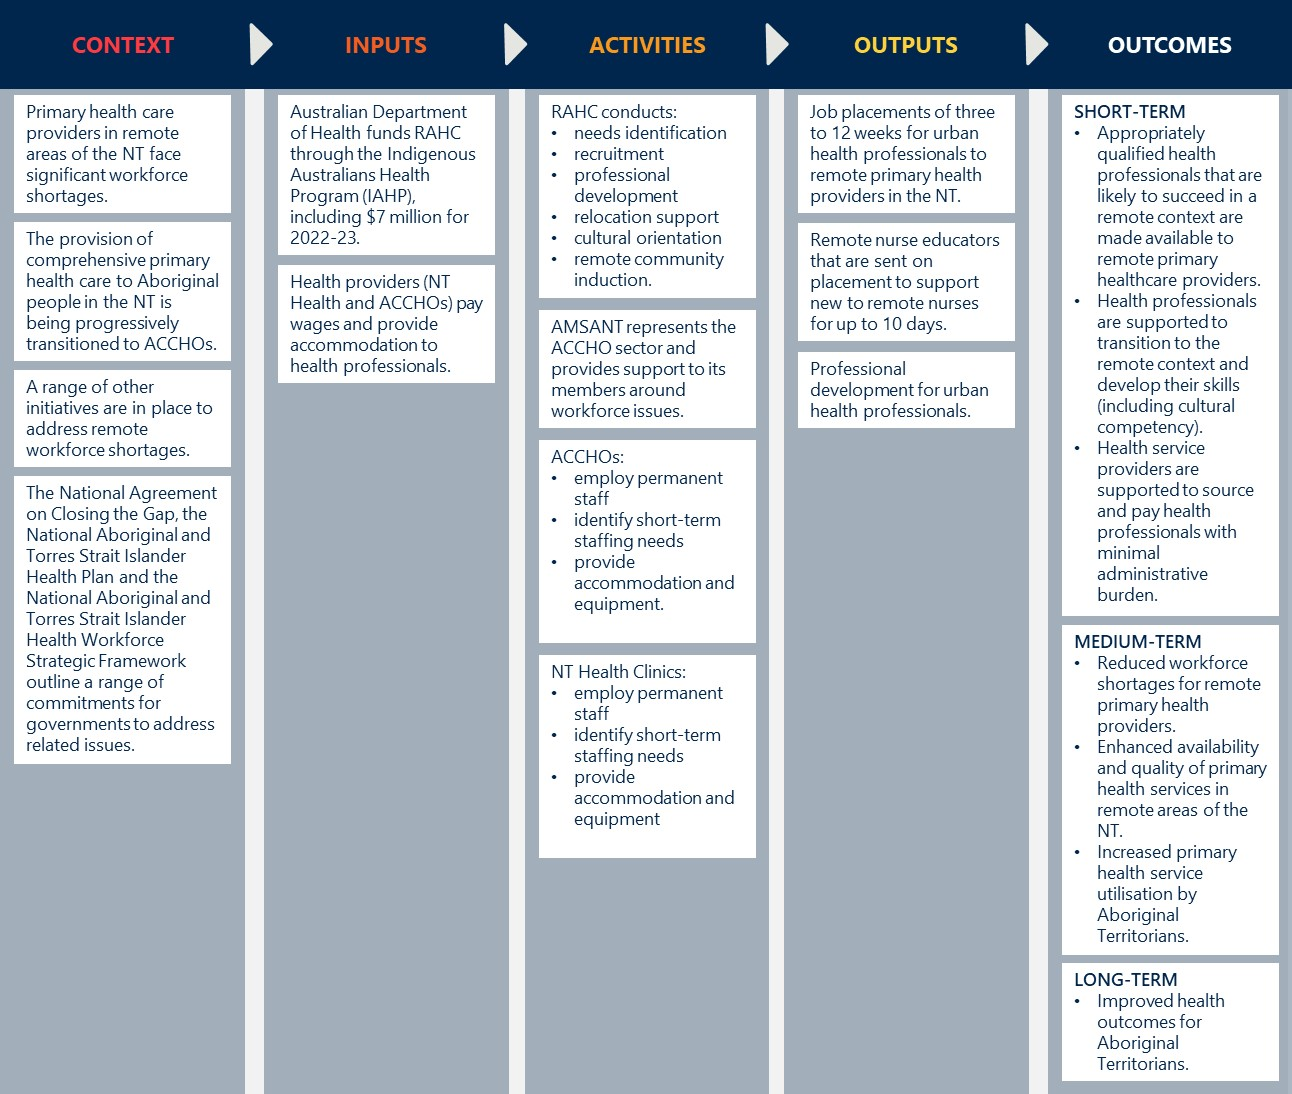 CONTEXT
INPUTS
ACTIVITIES
OUTPUTS
OUTCOMES
Primary health care
providers in remote
areas of the NT face
significant workforce
shortages.
The provision of
comprehensive primary
health care to Aboriginal
people in the NT is
being progressively
transitioned to ACCHOs.
A range of other
initiatives are in place to
address remote
workforce shortages.
The National Agreement
on Closing the Gap, the
National Aboriginal and
Torres Strait Islander
Health Plan and the
National Aboriginal and
Torres Strait Islander
Health Workforce
Strategic Framework
outline a range of
commitments for
governments to address
related issues.
Australian Department
of Health funds RAHC
through the Indigenous
Australians Health
Program (IAHP),
including $7 million for
2022-23.
Health providers (NT
Health and ACCHOs) pay
wages and provide
accommodation to
health professionals.
RAHC conducts:
• needs identification
• recruitment
• professional
development
• relocation support
• cultural orientation
• remote community
induction.
AMSANT represents the
ACCHO sector and
provides support to its
members around
workforce issues.
ACCHOs:
• employ permanent
staff
• identify short-term
staffing needs
• provide
accommodation and
equipment.
NT Health Clinics:
• employ permanent
staff
• identify short-term
staffing needs
• provide
accommodation and
equipment
Job placements of three
to 12 weeks for urban
health professionals to
remote primary health
providers in the NT.
Remote nurse educators
that are sent on
placement to support
new to remote nurses
for up to 10 days.
Professional
development for urban
health professionals.
SHORT-TERM
• Appropriately
qualified health
professionals that are
likely to succeed in a
remote context are
made available to
remote primary
healthcare providers.
• Health professionals
are supported to
transition to the
remote context and
develop their skills
(including cultural
competency).
• Health service
providers are
supported to source
and pay health
professionals with
minimal
administrative
burden.
MEDIUM-TERM
• Reduced workforce
shortages for remote
primary health
providers.
• Enhanced availability
and quality of primary
health services in
remote areas of the
NT.
• Increased primary
health service
utilisation by
Aboriginal
Territorians.
LONG-TERM
• Improved health
outcomes for
Aboriginal
Territorians.